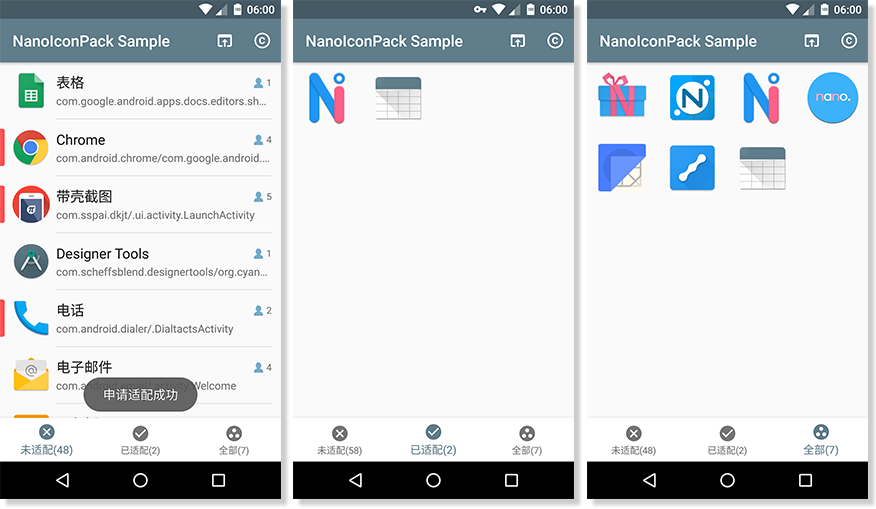 06:00
NanoIconPack Sample
表格
1
com.google.android.apps.docs.editors.sh...
Chrome
4
com.android.chrome/com.google.android....
带壳截图
5
com.sspai.dkjt/.ui.activity.LaunchActivity
Designer Tools
1
com.scheffsblend.designertools/org.cyan...
电话
2
com.android.dialer/.DialtactsActivity
电子邮件
4
Welcome
申请适配成功
未适配(48)
已适配(2)
全部(7)
06:00
NanoIconPack Sample
未适配(58)
已适配(2)
全部(7)
06:00
NanoIconPack Sample
nano.
未适配(48)
已适配(2)
全部(7)